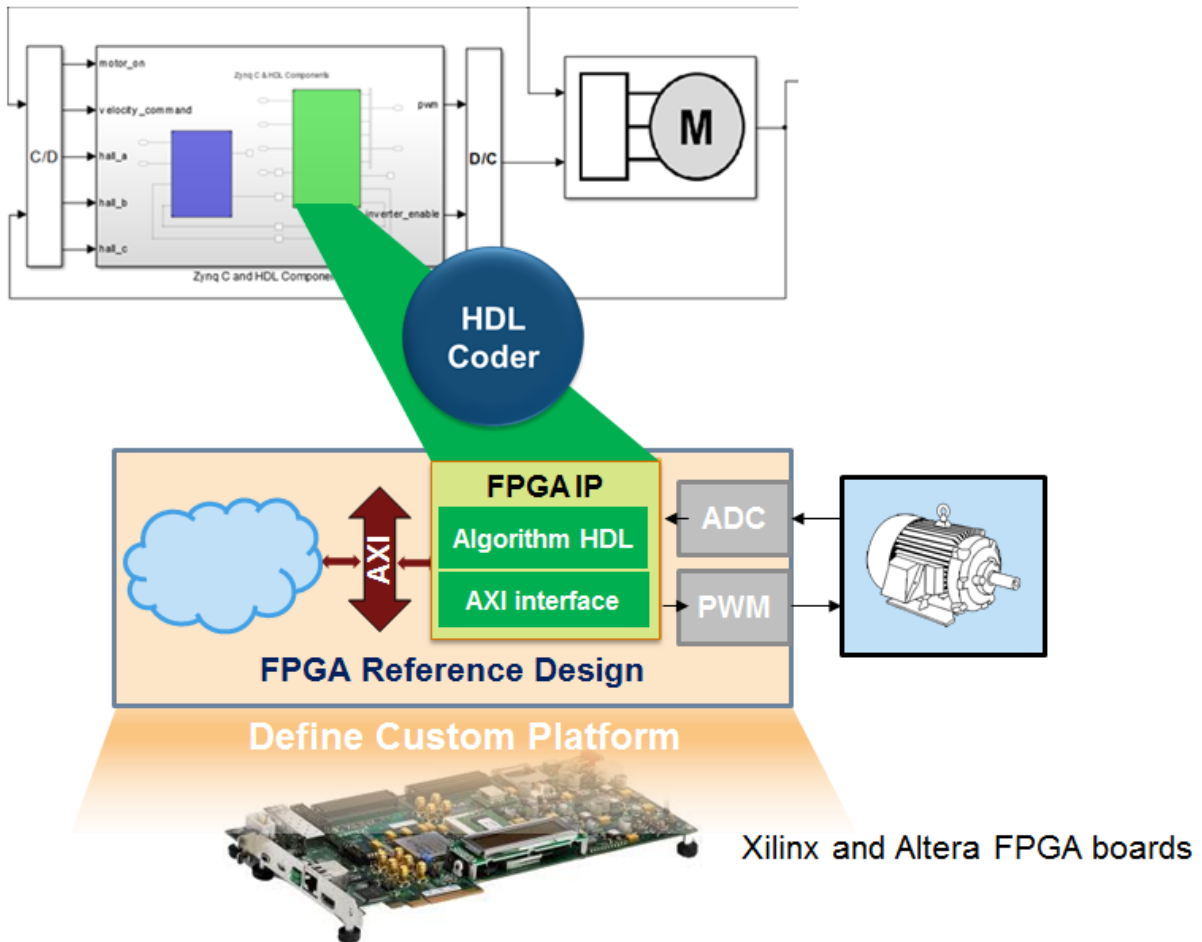 motor_on
Zynq C & HDL Components
velocity_command
pwm
C/D
hall_a
D/C
M
hall_b
inverter_enable
hall_c
Zynq C and HDL Component
HDL
Coder
FPGA IP
Algorithm HDL
AXI interface
AXI
ADC
PWM
FPGA Reference Design
Define Custom Platform
Xilinx and Altera FPGA boards